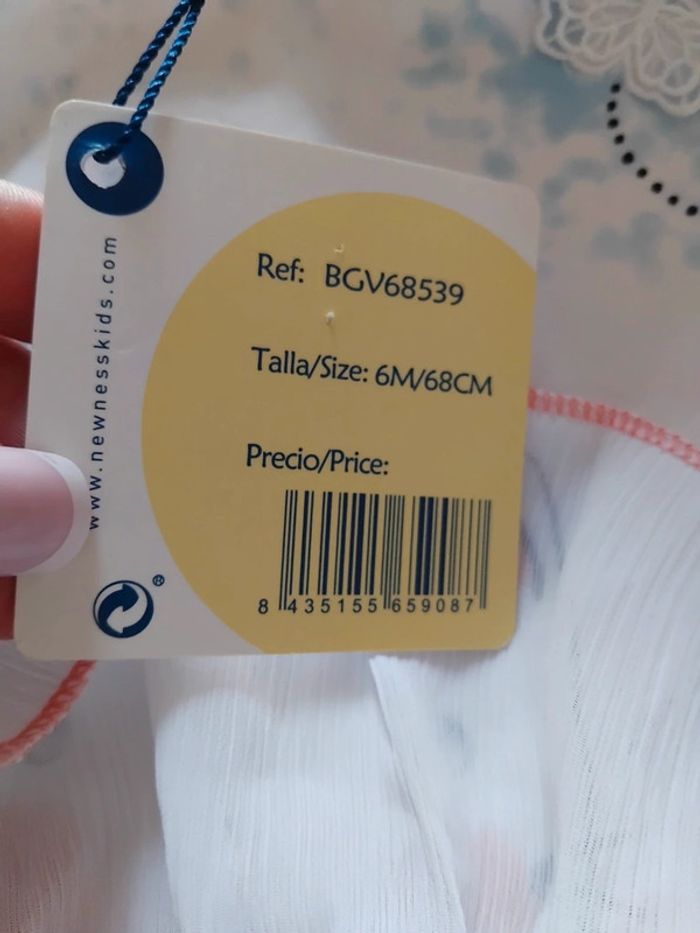 www.newnesskids.com
Ref: BGV68539
Talla/Size: 6M/68CM
Precio/Price:
8 435155 659087
®